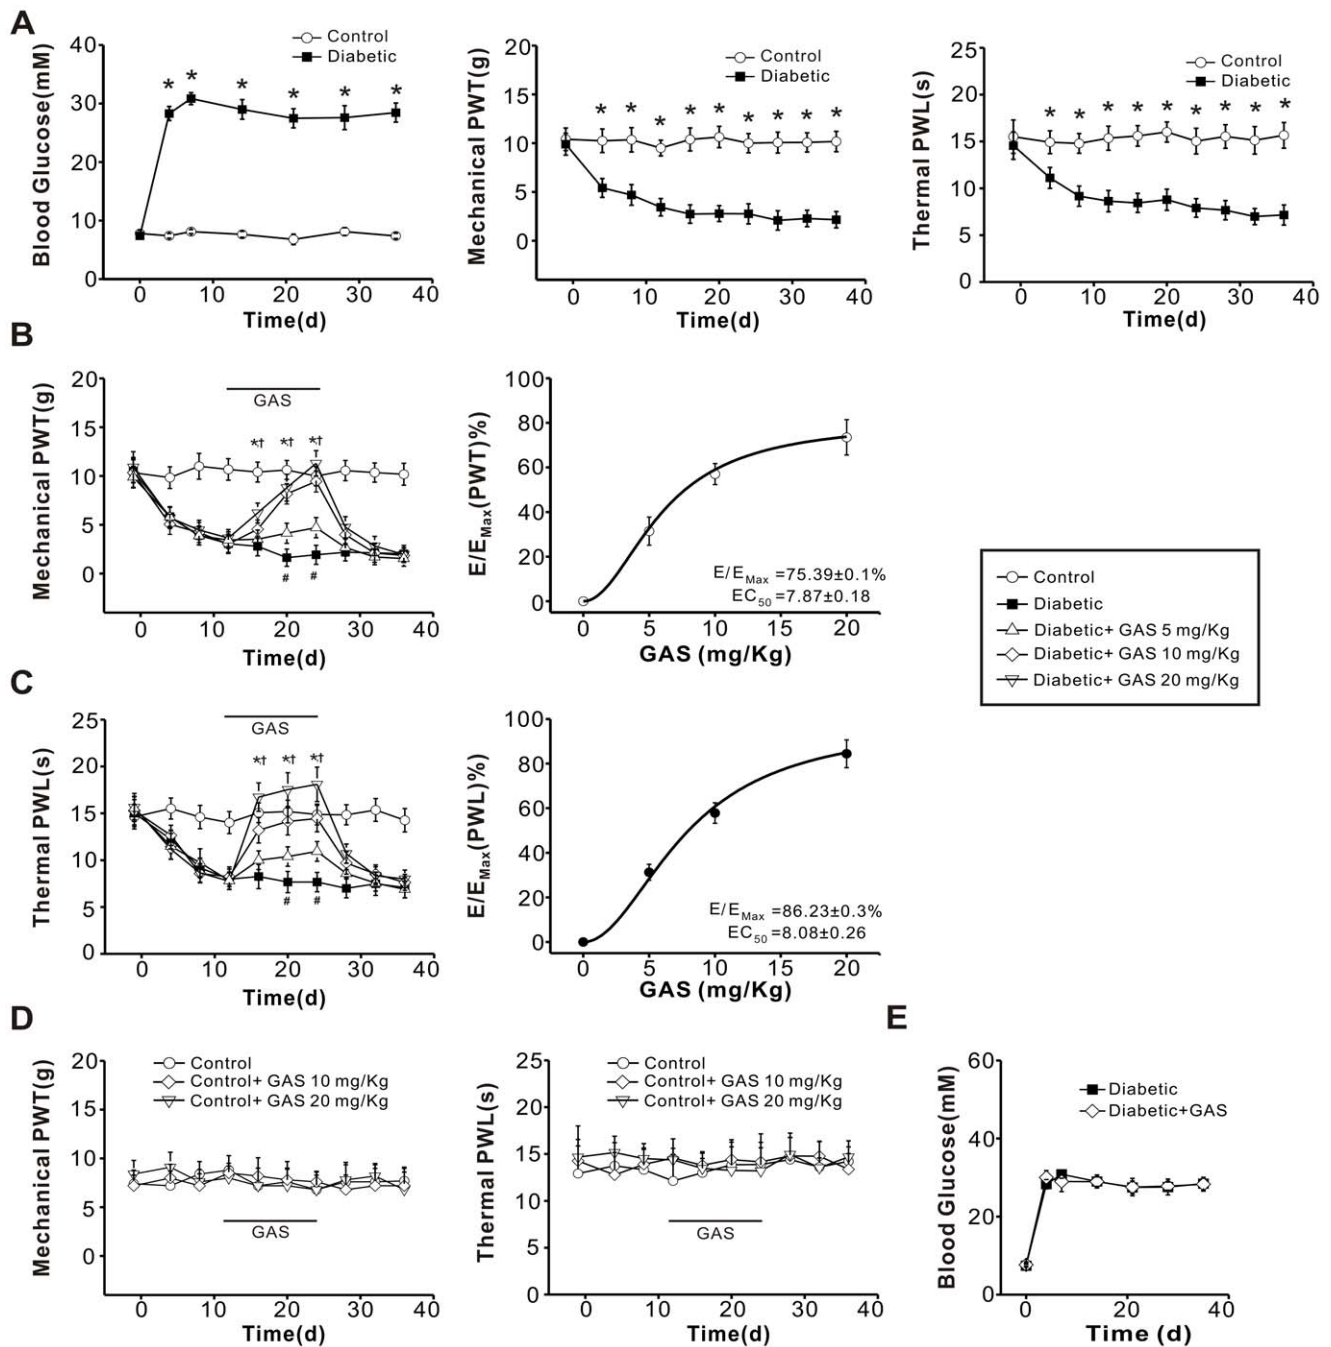 A
Blood Glucose(mM)
40
30
20
10
0
Control
Diabetic
* * * * * *
0 10 20 30 40
Time(d)
Mechanical PWT(g)
20
15
10
5
0
Control
Diabetic
* * * * * * * * *
0 10 20 30 40
Time(d)
Thermal PWL(s)
25
20
15
10
5
0
Control
Diabetic
* * * * * * * * *
0 10 20 30 40
Time(d)
B
Mechanical PWT(g)
20
15
10
5
0
GAS
*† *† *†
# #
0 10 20 30 40
Time(d)
E/EMax(PWT)%
100
80
60
40
20
0
E/EMax =75.39±0.1%
EC50 =7.87±0.18
0 5 10 15 20
GAS (mg/Kg)
Control
Diabetic
Diabetic+ GAS 5 mg/Kg
Diabetic+ GAS 10 mg/Kg
Diabetic+ GAS 20 mg/Kg
C
Thermal PWL(s)
25
20
15
10
5
0
GAS
*† *† *†
# #
0 10 20 30 40
Time(d)
E/EMax(PWL)%
100
80
60
40
20
0
E/EMax =86.23±0.3%
EC50 =8.08±0.26
0 5 10 15 20
GAS (mg/Kg)
D
Mechanical PWT(g)
20
15
10
5
0
Control
Control+ GAS 10 mg/Kg
Control+ GAS 20 mg/Kg
GAS
0 10 20 30 40
Time(d)
Thermal PWL(s)
25
20
15
10
5
0
Control
Control+ GAS 10 mg/Kg
Control+ GAS 20 mg/Kg
GAS
0 10 20 30 40
Time(d)
E
Blood Glucose(mM)
60
40
20
0
Diabetic
Diabetic+GAS
0 20 40
Time (d)